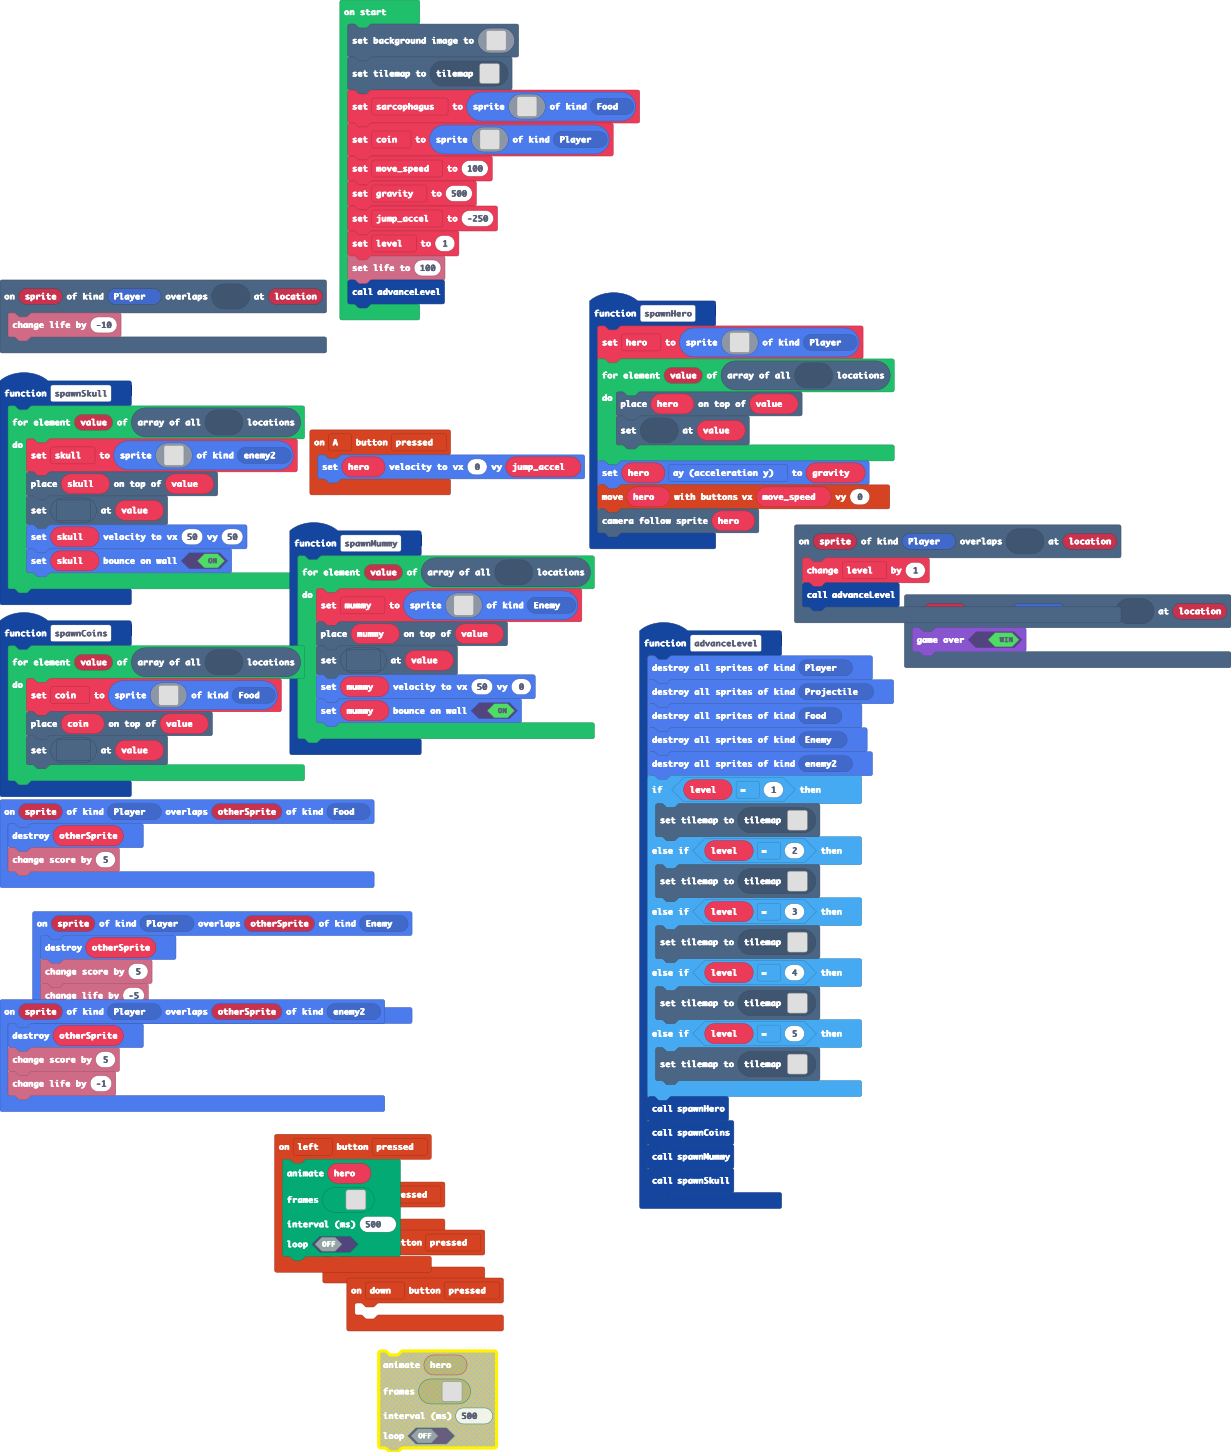 on start
set background image to
set tilemap to tilemap
set sarcophagus to sprite of kind Food
set coin to sprite of kind Player
set move_speed to 100
set gravity to 500
set jump_accel to -250
set level to 1
set life to 100
call advanceLevel
on sprite of kind Player overlaps at location
change life by -10
function spawnHero
set hero to sprite of kind Player
for element value of array of all locations
do
place hero on top of value
set at value
set hero ay (acceleration y) to gravity
move hero with buttons vx move_speed vy 0
camera follow sprite hero
function spawnSkull
for element value of array of all locations
do
set skull to sprite of kind enemy2
place skull on top of value
set at value
set skull velocity to vx 50 vy 50
set skull bounce on wall ON
on A button pressed
set hero velocity to vx 0 vy jump_accel
function spawnMummy
for element value of array of all locations
do
set mummy to sprite of kind Enemy
place mummy on top of value
set at value
set mummy velocity to vx 50 vy 0
set mummy bounce on wall ON
on sprite of kind Player overlaps at location
change level by 1
call advanceLevel
at location
game over WIN
function spawnCoins
for element value of array of all locations
do
set coin to sprite of kind Food
place coin on top of value
set at value
function advanceLevel
destroy all sprites of kind Player
destroy all sprites of kind Projectile
destroy all sprites of kind Food
destroy all sprites of kind Enemy
destroy all sprites of kind enemy2
if level = 1 then
set tilemap to tilemap
else if level = 2 then
set tilemap to tilemap
else if level = 3 then
set tilemap to tilemap
else if level = 4 then
set tilemap to tilemap
else if level = 5 then
set tilemap to tilemap
call spawnHero
call spawnCoins
call spawnMummy
call spawnSkull
on sprite of kind Player overlaps otherSprite of kind Food
destroy otherSprite
change score by 5
on sprite of kind Player overlaps otherSprite of kind Enemy
destroy otherSprite
change score by 5
change life by -5
on sprite of kind Player overlaps otherSprite of kind enemy2
destroy otherSprite
change score by 5
change life by -1
on left button pressed
animate hero
frames
interval (ms) 500
loop OFF
essed
tton pressed
on down button pressed
animate hero
frames
interval (ms) 500
loop OFF